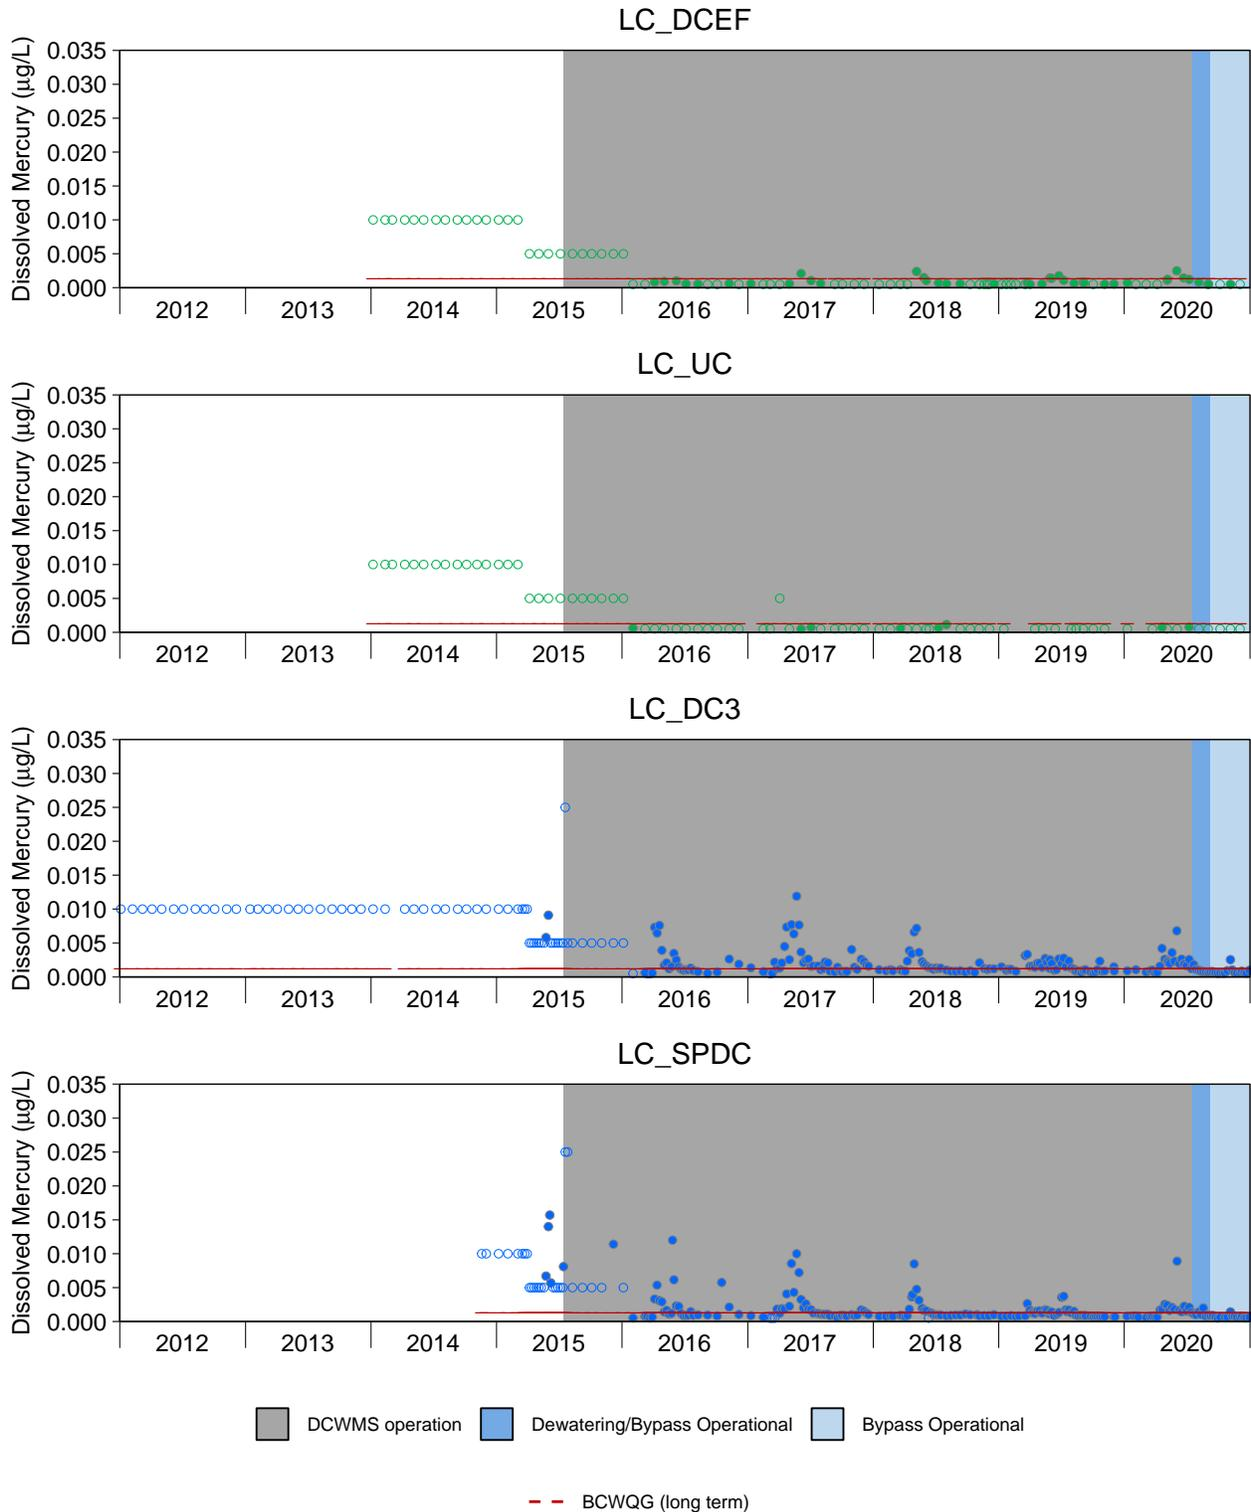 LC_DCEF
Dissolved Mercury (µg/L)
0.035
0.030
0.025
0.020
0.015
0.010
0.005
0.000
2012 2013 2014 2015 2016 2017 2018 2019 2020
LC_UC
Dissolved Mercury (µg/L)
0.035
0.030
0.025
0.020
0.015
0.010
0.005
0.000
2012 2013 2014 2015 2016 2017 2018 2019 2020
LC_DC3
Dissolved Mercury (µg/L)
0.035
0.030
0.025
0.020
0.015
0.010
0.005
0.000
2012 2013 2014 2015 2016 2017 2018 2019 2020
LC_SPDC
Dissolved Mercury (µg/L)
0.035
0.030
0.025
0.020
0.015
0.010
0.005
0.000
2012 2013 2014 2015 2016 2017 2018 2019 2020
DCWMS operation Dewatering/Bypass Operational Bypass Operational
BCWQG (long term)